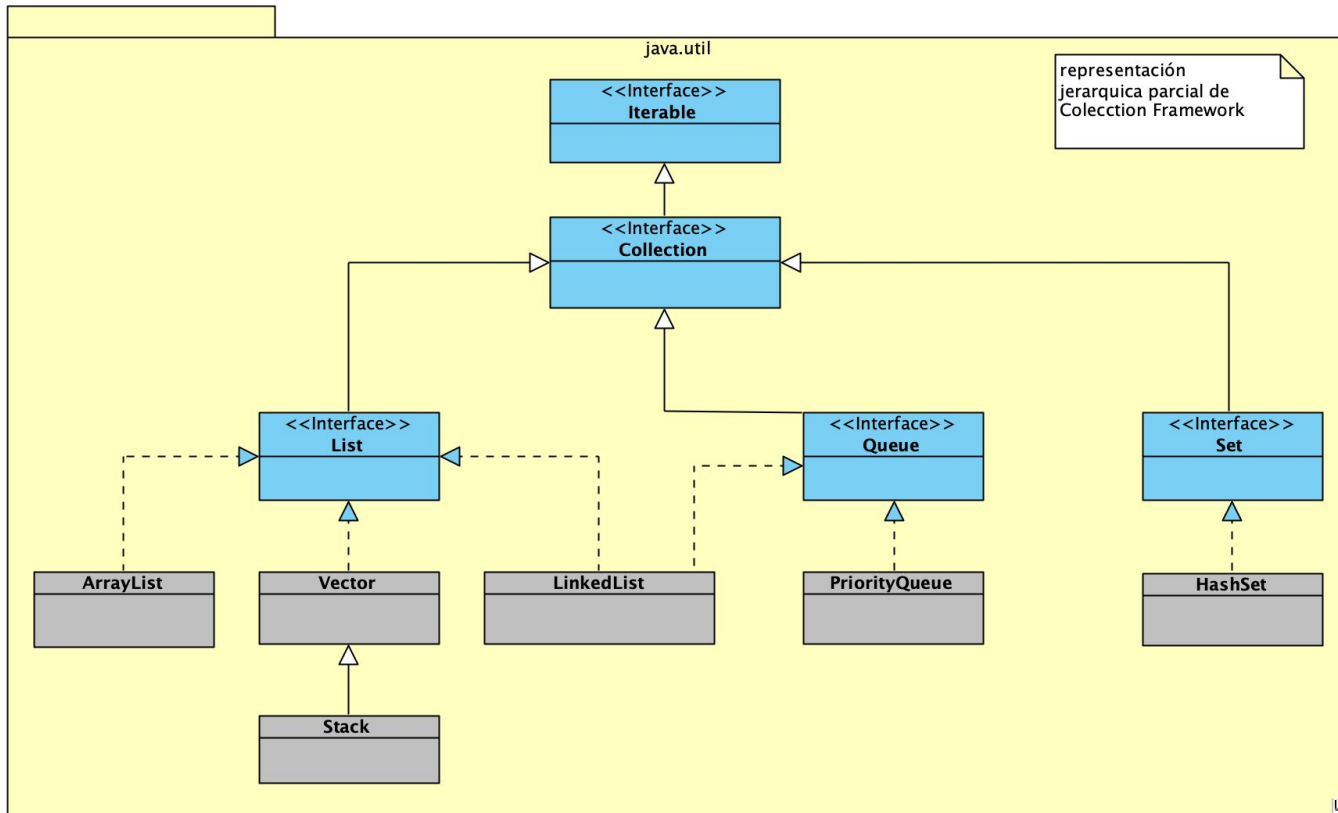 java.util
representación
jerarquica parcial de
Colecction Framework
<<Interface>>
Iterable
<<Interface>>
Collection
<<Interface>>
List
<<Interface>>
Queue
<<Interface>>
Set
ArrayList
Vector
LinkedList
PriorityQueue
HashSet
Stack